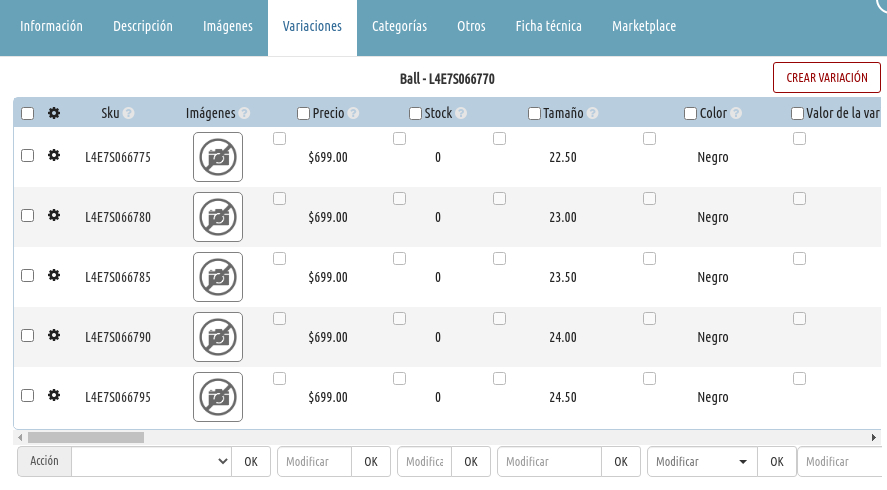 Información Descripción Imágenes Variaciones Categorías Otros Ficha técnica Marketplace
Ball - L4E7S066770 CREAR VARIACIÓN
Sku ? Imágenes ? Precio ? Stock ? Tamaño ? Color ? Valor de la var
L4E7S066775 $699.00 0 22.50 Negro
L4E7S066780 $699.00 0 23.00 Negro
L4E7S066785 $699.00 0 23.50 Negro
L4E7S066790 $699.00 0 24.00 Negro
L4E7S066795 $699.00 0 24.50 Negro
Acción OK Modificar OK Modifica OK Modificar OK Modificar OK Modificar